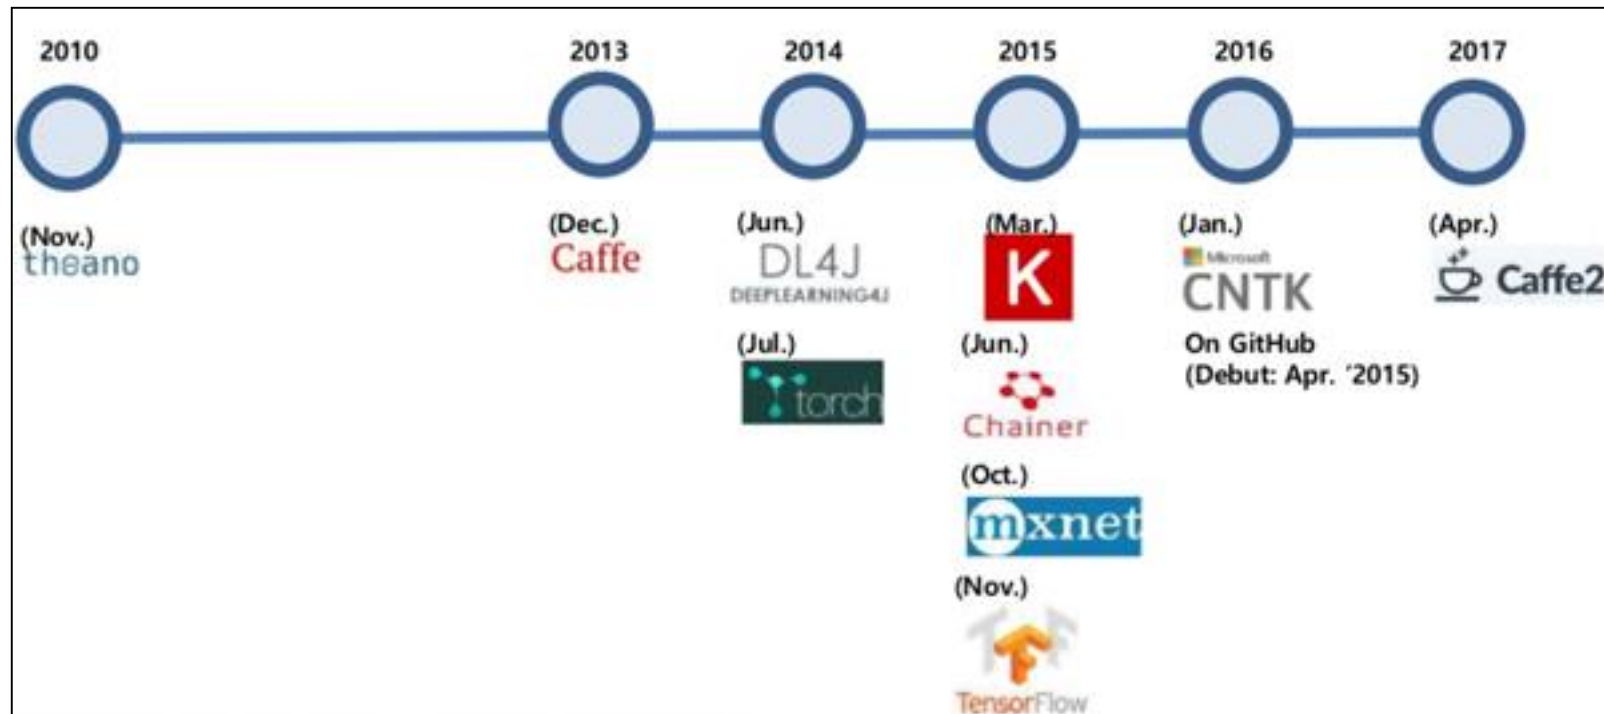 2010
2013
2014
2015
2016
2017
(Nov.)
theano
(Dec.)
Caffe
(Jun.)
DL4J
DEEPLEARNING4J
(Jul.)
torch
(Mar.)
K
(Jun.)
Chainer
(Oct.)
mxnet
(Nov.)
TF
TensorFlow
(Jan.)
Microsoft
CNTK
On GitHub
(Debut: Apr. ´2015)
(Apr.)
Caffe2